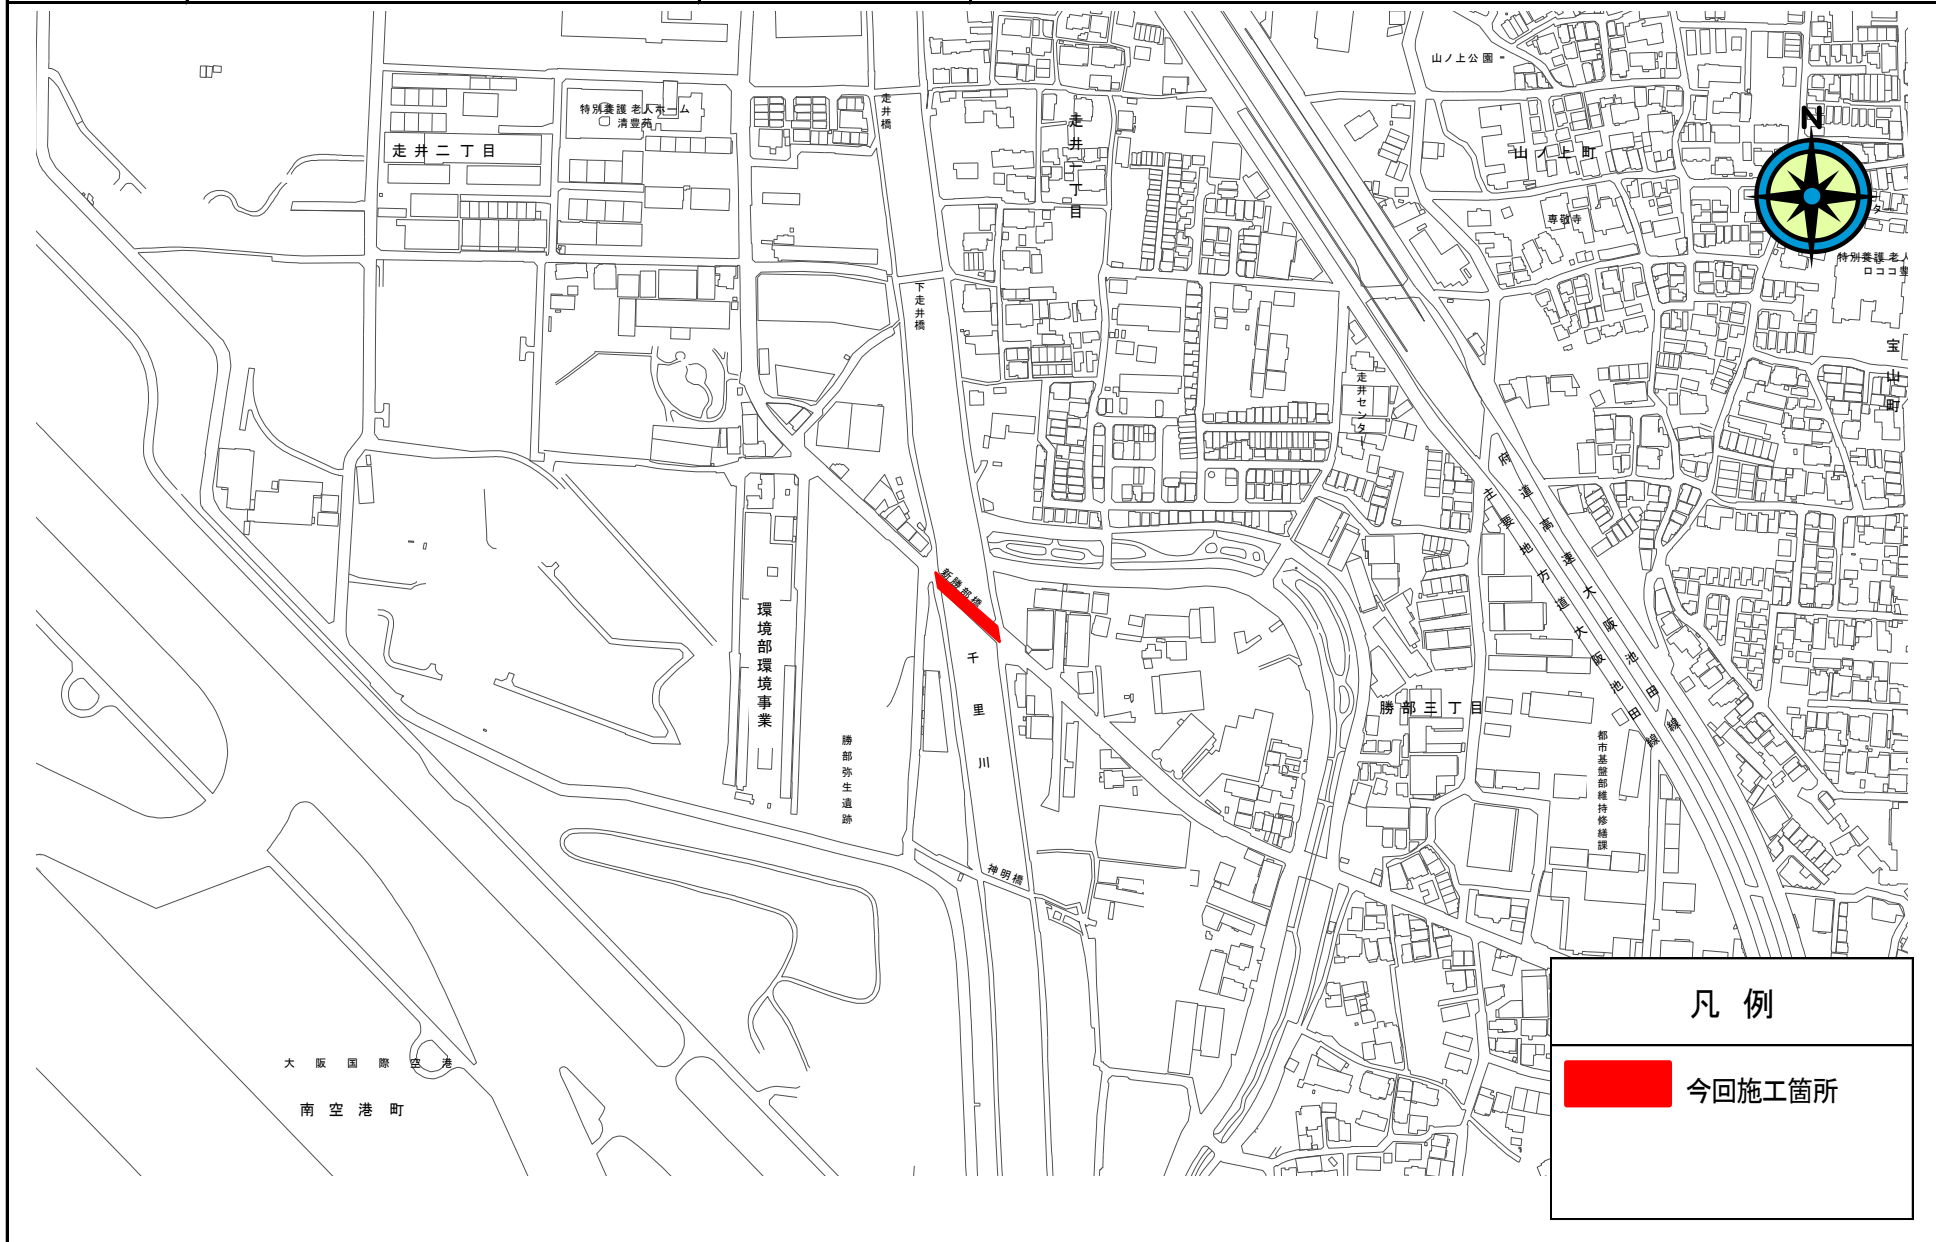 山ノ上公園
特別養護老人ホーム
清豊苑
走井橋
走井一丁目
走井二丁目
山ノ上町
N
専敬寺
ター
特別養護老人
ロココ豊
下走井橋
宝山町
走井センター
府道高速大阪池田線
主要地方道大阪池田線
新勝部橋
環境部環境事業
千里川
勝部三丁目
勝部弥生遺跡
都市基盤部維持修繕課
神明橋
大阪国際空港
南空港町
凡例
今回施工箇所